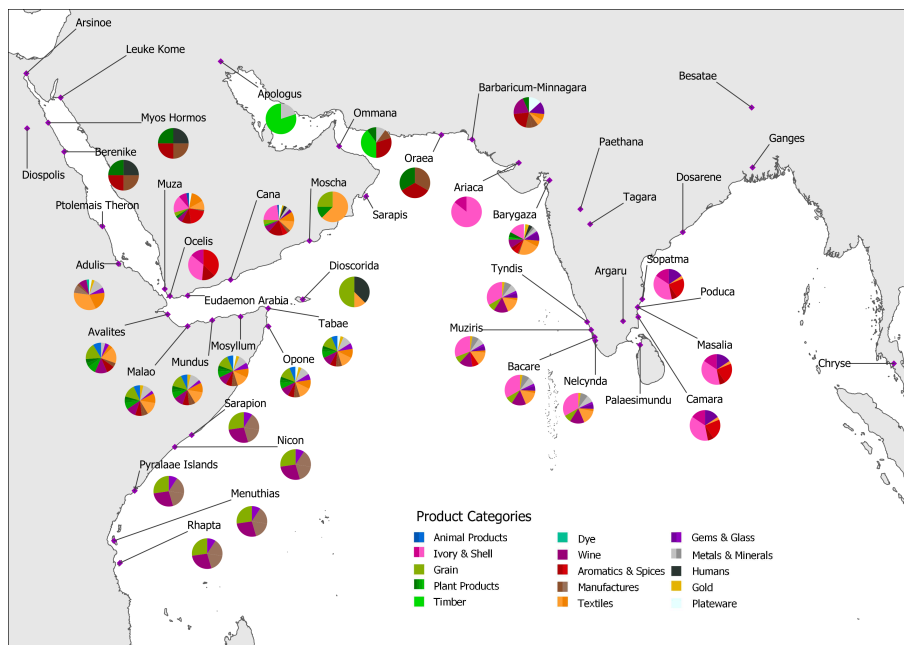 Arsinoe
Leuke Kome
Apologus
Ommana
Barbaricum-Minnagara
Besatae
Myos Hormos
Berenike
Diospolis
Oraea
Paethana
Ganges
Ptolemais Theron
Muza
Cana
Moscha
Sarapis
Ariaca
Barygaza
Tagara
Dosarene
Adulis
Ocelis
Eudaemon Arabia
Dioscorida
Tyndis
Argaru
Sopatma
Poduca
Avalites
Malao
Mundus
Mosyllum
Opone
Tabae
Muziris
Bacare
Nelcynda
Palaesimundu
Masalia
Camara
Chryse
Sarapion
Nicon
Pyralaae Islands
Menuthias
Rhapta
Product Categories
Animal Products
Ivory & Shell
Grain
Plant Products
Timber
Dye
Wine
Aromatics & Spices
Manufactures
Textiles
Gems & Glass
Metals & Minerals
Humans
Gold
Plateware